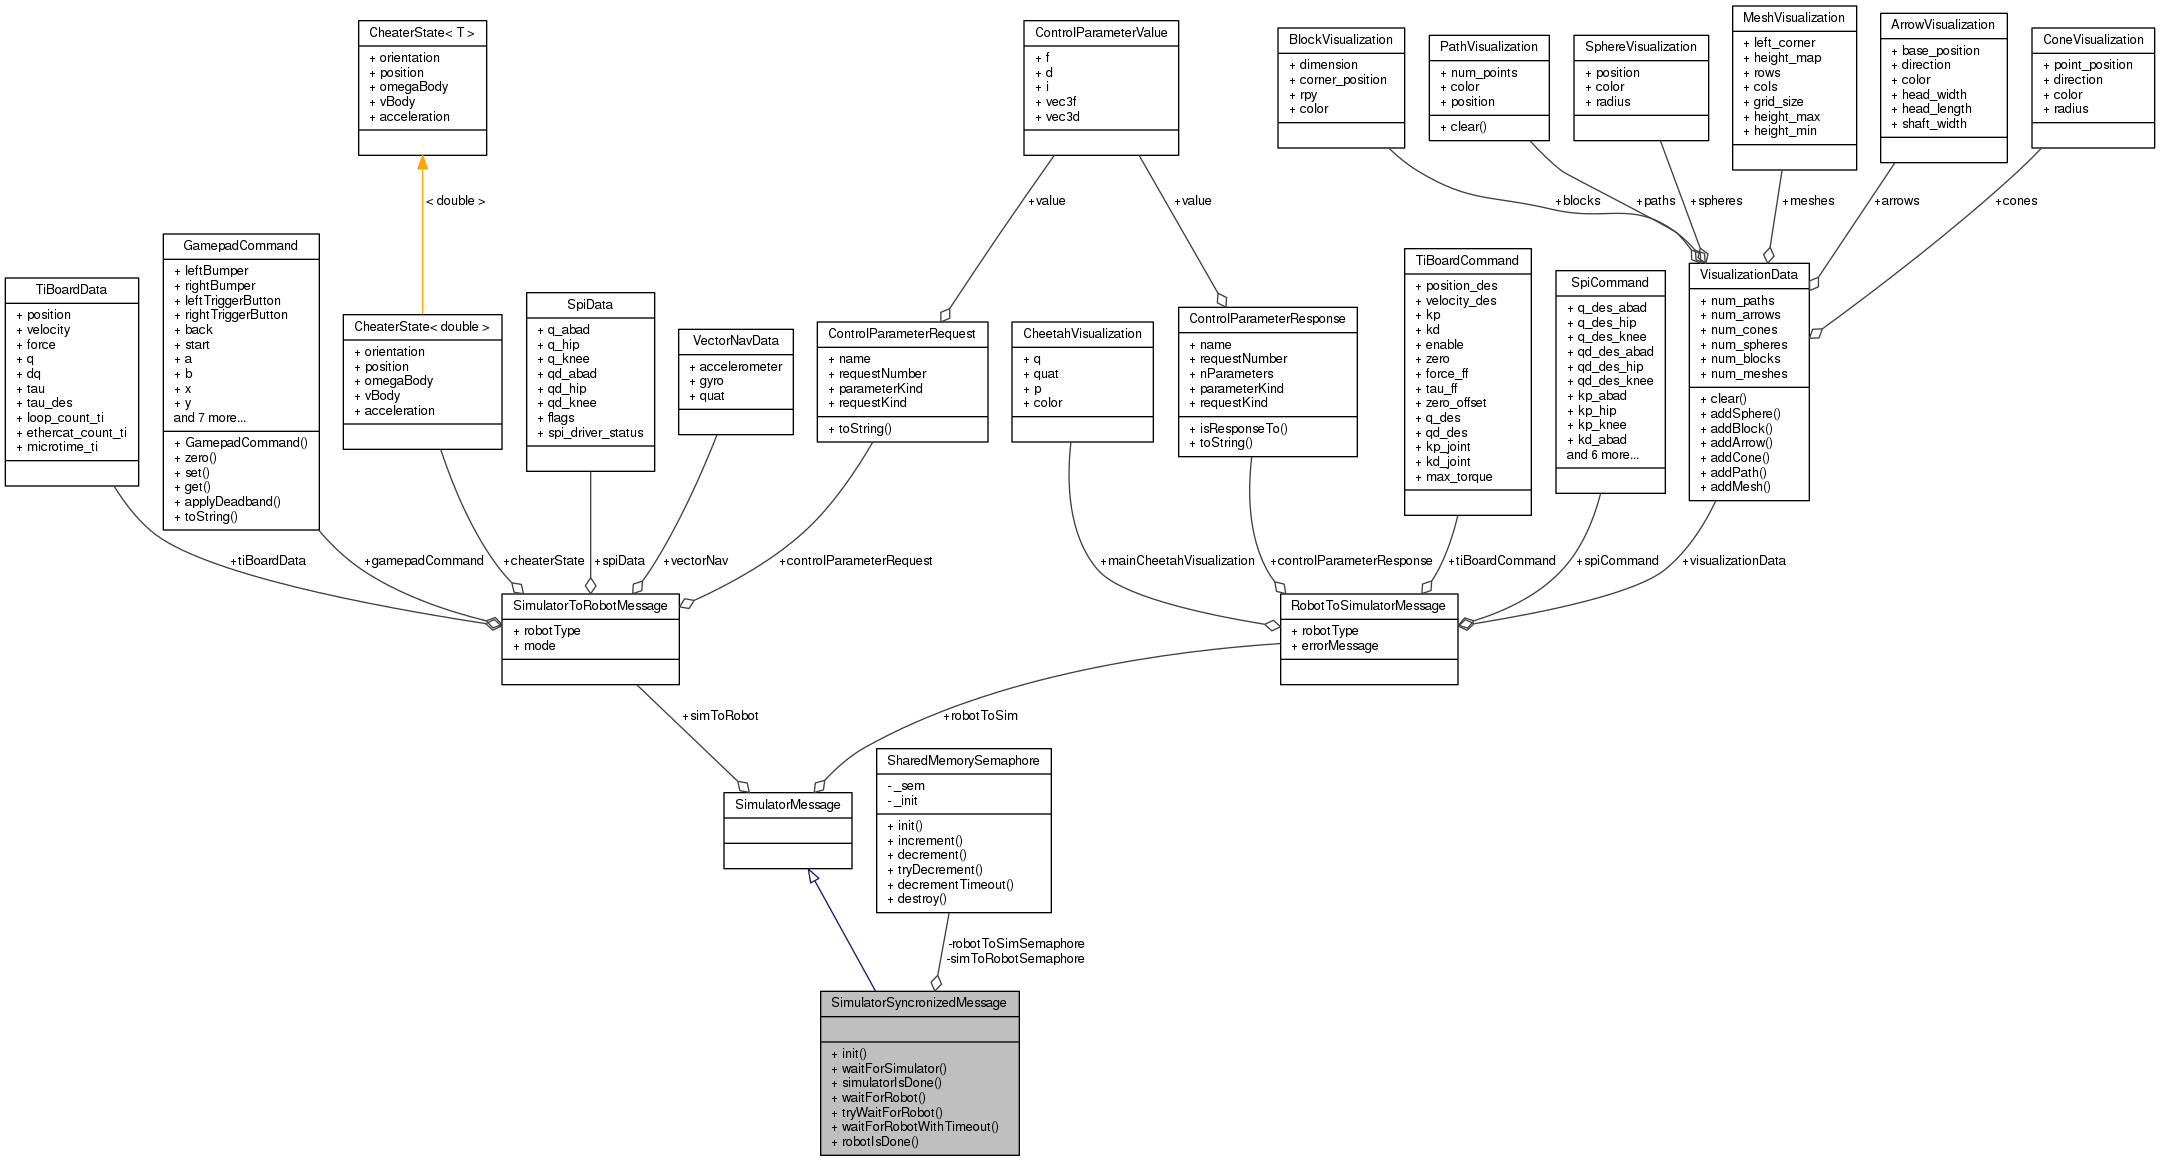 CheaterState< T >
+ orientation
+ position
+ omegaBody
+ vBody
+ acceleration
ControlParameterValue
+ f
+ d
+ i
+ vec3f
+ vec3d
BlockVisualization
+ dimension
+ corner_position
+ rpy
+ color
PathVisualization
+ num_points
+ color
+ position
+ clear()
SphereVisualization
+ position
+ color
+ radius
MeshVisualization
+ left_corner
+ height_map
+ rows
+ cols
+ grid_size
+ height_max
+ height_min
ArrowVisualization
+ base_position
+ direction
+ color
+ head_width
+ head_length
+ shaft_width
ConeVisualization
+ point_position
+ direction
+ color
+ radius
< double >
+value
+value
+blocks
+paths
+spheres
+meshes
+arrows
+cones
TiBoardData
+ position
+ velocity
+ force
+ q
+ dq
+ tau
+ tau_des
+ loop_count_ti
+ ethercat_count_ti
+ microtime_ti
GamepadCommand
+ leftBumper
+ rightBumper
+ leftTriggerButton
+ rightTriggerButton
+ back
+ start
+ a
+ b
+ x
+ y
and 7 more...
+ GamepadCommand()
+ zero()
+ set()
+ get()
+ applyDeadband()
+ toString()
CheaterState< double >
+ orientation
+ position
+ omegaBody
+ vBody
+ acceleration
SpiData
+ q_abad
+ q_hip
+ q_knee
+ qd_abad
+ qd_hip
+ qd_knee
+ flags
+ spi_driver_status
VectorNavData
+ accelerometer
+ gyro
+ quat
ControlParameterRequest
+ name
+ requestNumber
+ parameterKind
+ requestKind
+ toString()
CheetahVisualization
+ q
+ quat
+ p
+ color
ControlParameterResponse
+ name
+ requestNumber
+ nParameters
+ parameterKind
+ requestKind
+ isResponseTo()
+ toString()
TiBoardCommand
+ position_des
+ velocity_des
+ kp
+ kd
+ enable
+ zero
+ force_ff
+ tau_ff
+ zero_offset
+ q_des
+ qd_des
+ kp_joint
+ kd_joint
+ max_torque
SpiCommand
+ q_des_abad
+ q_des_hip
+ q_des_knee
+ qd_des_abad
+ qd_des_hip
+ qd_des_knee
+ kp_abad
+ kp_hip
+ kp_knee
+ kd_abad
and 6 more...
VisualizationData
+ num_paths
+ num_arrows
+ num_cones
+ num_spheres
+ num_blocks
+ num_meshes
+ clear()
+ addSphere()
+ addBlock()
+ addArrow()
+ addCone()
+ addPath()
+ addMesh()
+tiBoardData
+gamepadCommand
+cheaterState
+spiData
+vectorNav
+controlParameterRequest
+mainCheetahVisualization
+controlParameterResponse
+tiBoardCommand
+spiCommand
+visualizationData
SimulatorToRobotMessage
+ robotType
+ mode
RobotToSimulatorMessage
+ robotType
+ errorMessage
+simToRobot
+robotToSim
SimulatorMessage
SharedMemorySemaphore
- _sem
- _init
+ init()
+ increment()
+ decrement()
+ tryDecrement()
+ decrementTimeout()
+ destroy()
-robotToSimSemaphore
-simToRobotSemaphore
SimulatorSyncronizedMessage
+ init()
+ waitForSimulator()
+ simulatorIsDone()
+ waitForRobot()
+ tryWaitForRobot()
+ waitForRobotWithTimeout()
+ robotIsDone()